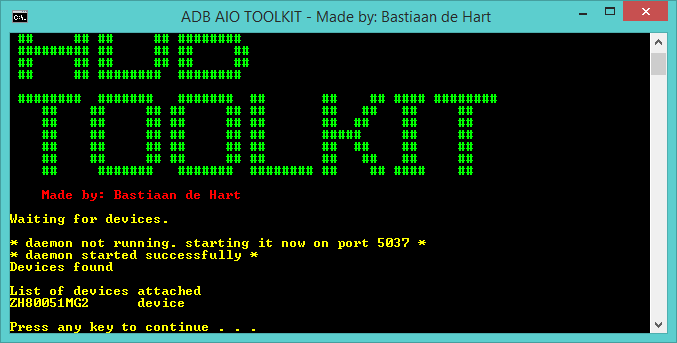 ADB AIO TOOLKIT - Made by: Bastiaan de Hart
ADB
TOOLKIT
Made by: Bastiaan de Hart
Waiting for devices.
* daemon not running. starting it now on port 5037 *
* daemon started successfully *
Devices found
List of devices attached
ZH80051MG2 device
Press any key to continue . . .